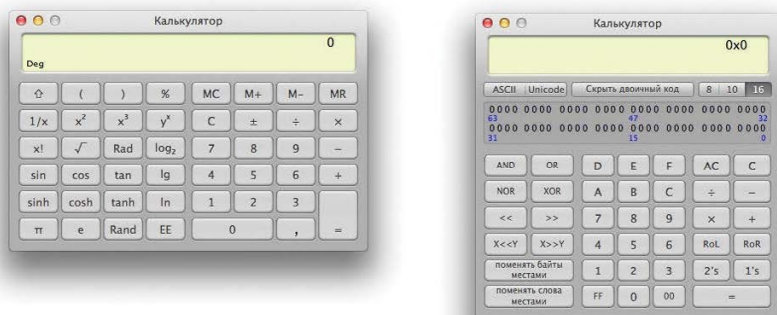 Калькулятор
0
Deg
⇧ ( ) % MC M+ M- MR
1/x x² x³ yˣ C ± ÷ ×
x! √ Rad log₂ 7 8 9 −
sin cos tan lg 4 5 6 +
sinh cosh tanh ln 1 2 3
π e Rand EE 0 , =
Калькулятор
0x0
ASCII Unicode Скрыть двоичный код 8 10 16
0000 0000 0000 0000 0000 0000 0000 0000
63 47 32
0000 0000 0000 0000 0000 0000 0000 0000
31 15 0
AND OR D E F AC C
NOR XOR A B C ÷ −
<< >> 7 8 9 × +
X<<Y X>>Y 4 5 6 RoL RoR
поменять байты
местами 1 2 3 2's 1's
поменять слова
местами FF 0 00 =